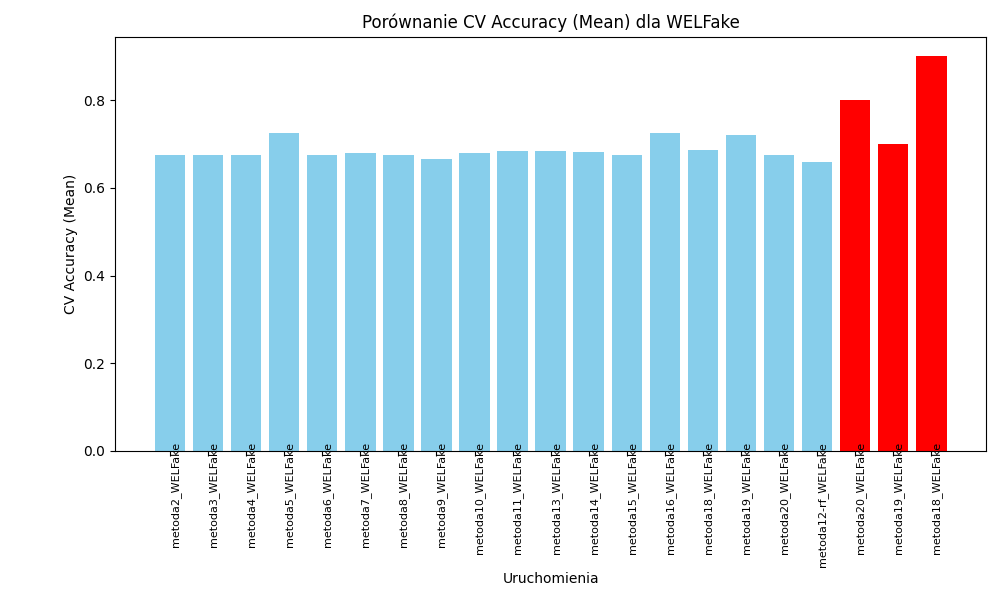 Porównanie CV Accuracy (Mean) dla WELFake
CV Accuracy (Mean)
0.8
0.6
0.4
0.2
0.0
metoda2_WELFake
metoda3_WELFake
metoda4_WELFake
metoda5_WELFake
metoda6_WELFake
metoda7_WELFake
metoda8_WELFake
metoda9_WELFake
metoda10_WELFake
metoda11_WELFake
metoda13_WELFake
metoda14_WELFake
metoda15_WELFake
metoda16_WELFake
metoda18_WELFake
metoda19_WELFake
metoda20_WELFake
metoda12-rf_WELFake
metoda20_WELFake
metoda19_WELFake
metoda18_WELFake
Uruchomienia